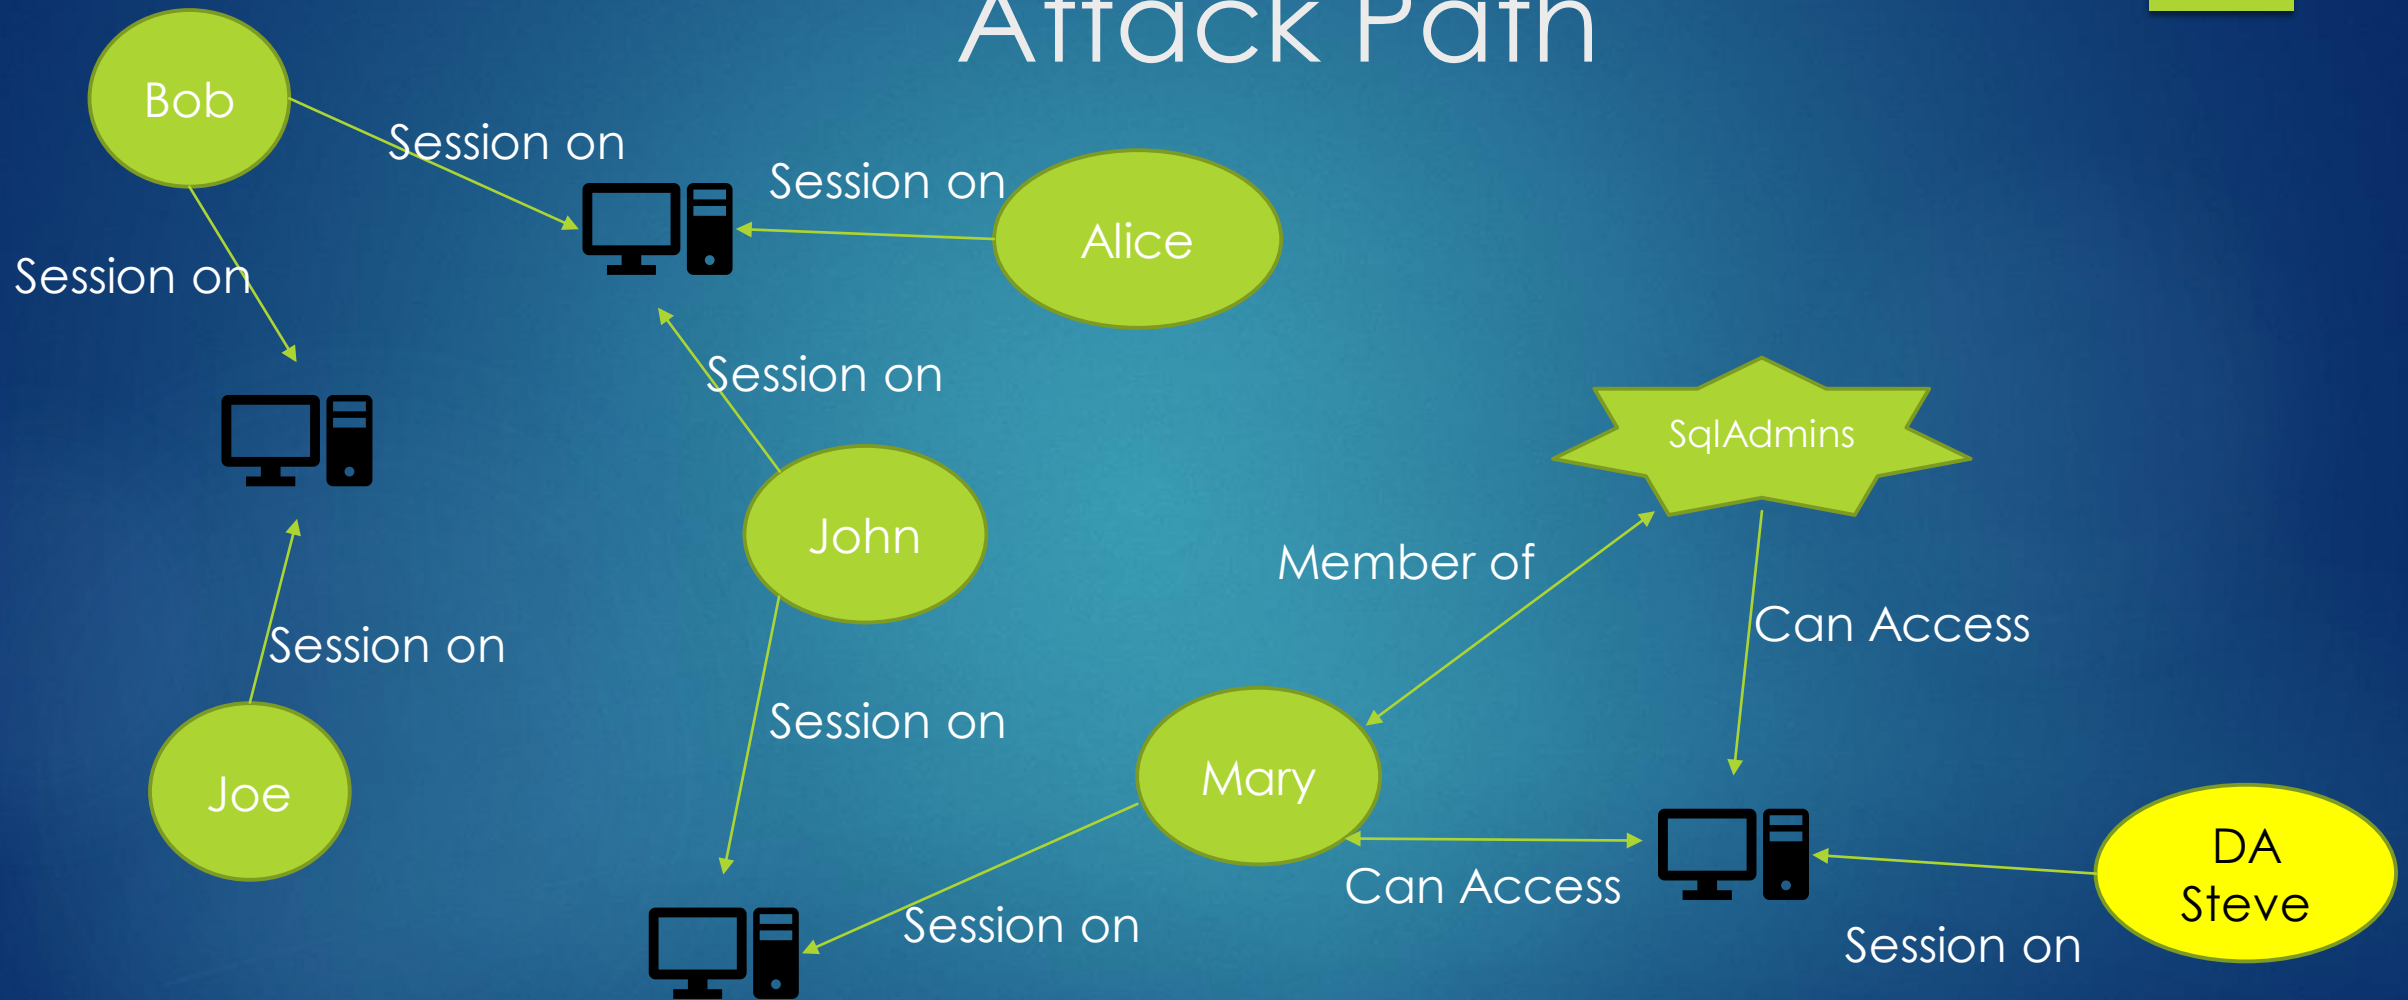 Attack Path
Bob
Session on
Session on
Alice
Session on
Session on
SqlAdmins
John
Member of
Can Access
Session on
Session on
Mary
Joe
Can Access
DA
Steve
Session on
Session on